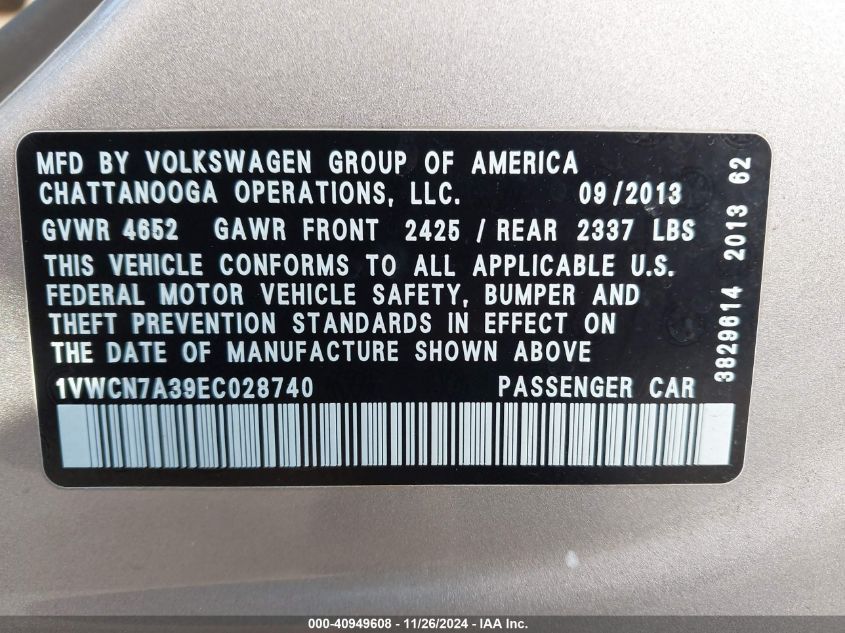 MFD BY VOLKSWAGEN GROUP OF AMERICA
CHATTANOOGA OPERATIONS, LLC. 09/2013
GVWR 4652 GAWR FRONT 2425 / REAR 2337 LBS
THIS VEHICLE CONFORMS TO ALL APPLICABLE U.S.
FEDERAL MOTOR VEHICLE SAFETY, BUMPER AND
THEFT PREVENTION STANDARDS IN EFFECT ON
THE DATE OF MANUFACTURE SHOWN ABOVE
1VWCN7A39EC028740 PASSENGER CAR
3829614 2013 62
000-40949608 - 11/26/2024 - IAA Inc.